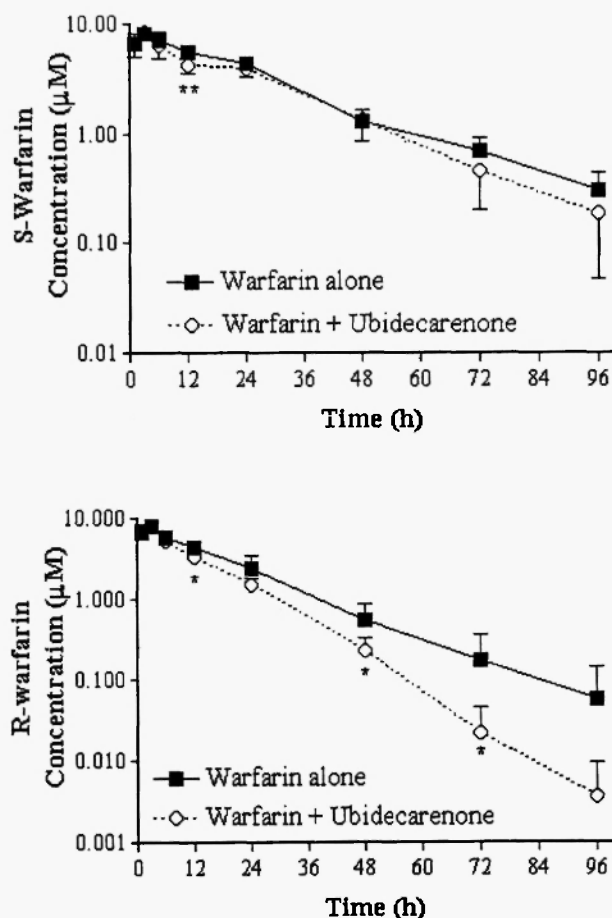 S-Warfarin
Concentration (μM)
10.00
1.00
0.10
0.01
**
Warfarin alone
Warfarin + Ubidecarenone
0 12 24 36 48 60 72 84 96
Time (h)
R-warfarin
Concentration (μM)
10.000
1.000
0.100
0.010
0.001
*
*
*
Warfarin alone
Warfarin + Ubidecarenone
0 12 24 36 48 60 72 84 96
Time (h)